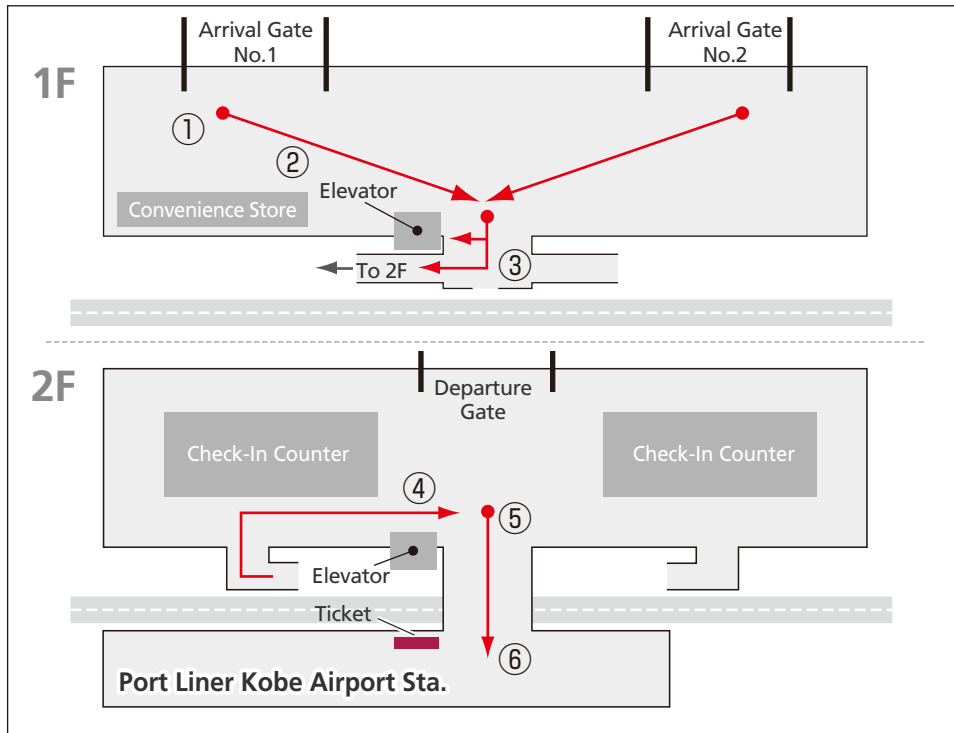 1F
Arrival Gate
No.1
Arrival Gate
No.2
①
②
Elevator
Convenience Store
③
To 2F
2F
Departure
Gate
Check-In Counter
Check-In Counter
④
⑤
Elevator
Ticket
⑥
Port Liner Kobe Airport Sta.